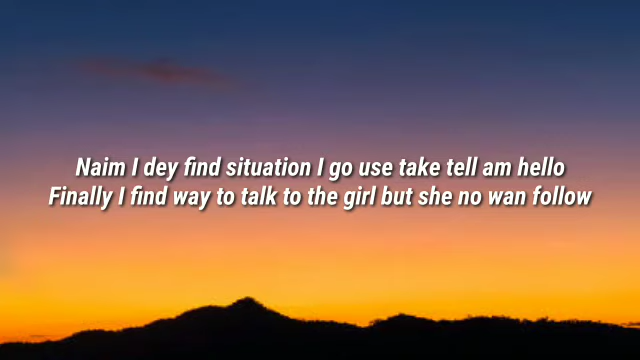 Naim I dey find situation I go use take tell am hello
Finally I find way to talk to the girl but she no wan follow